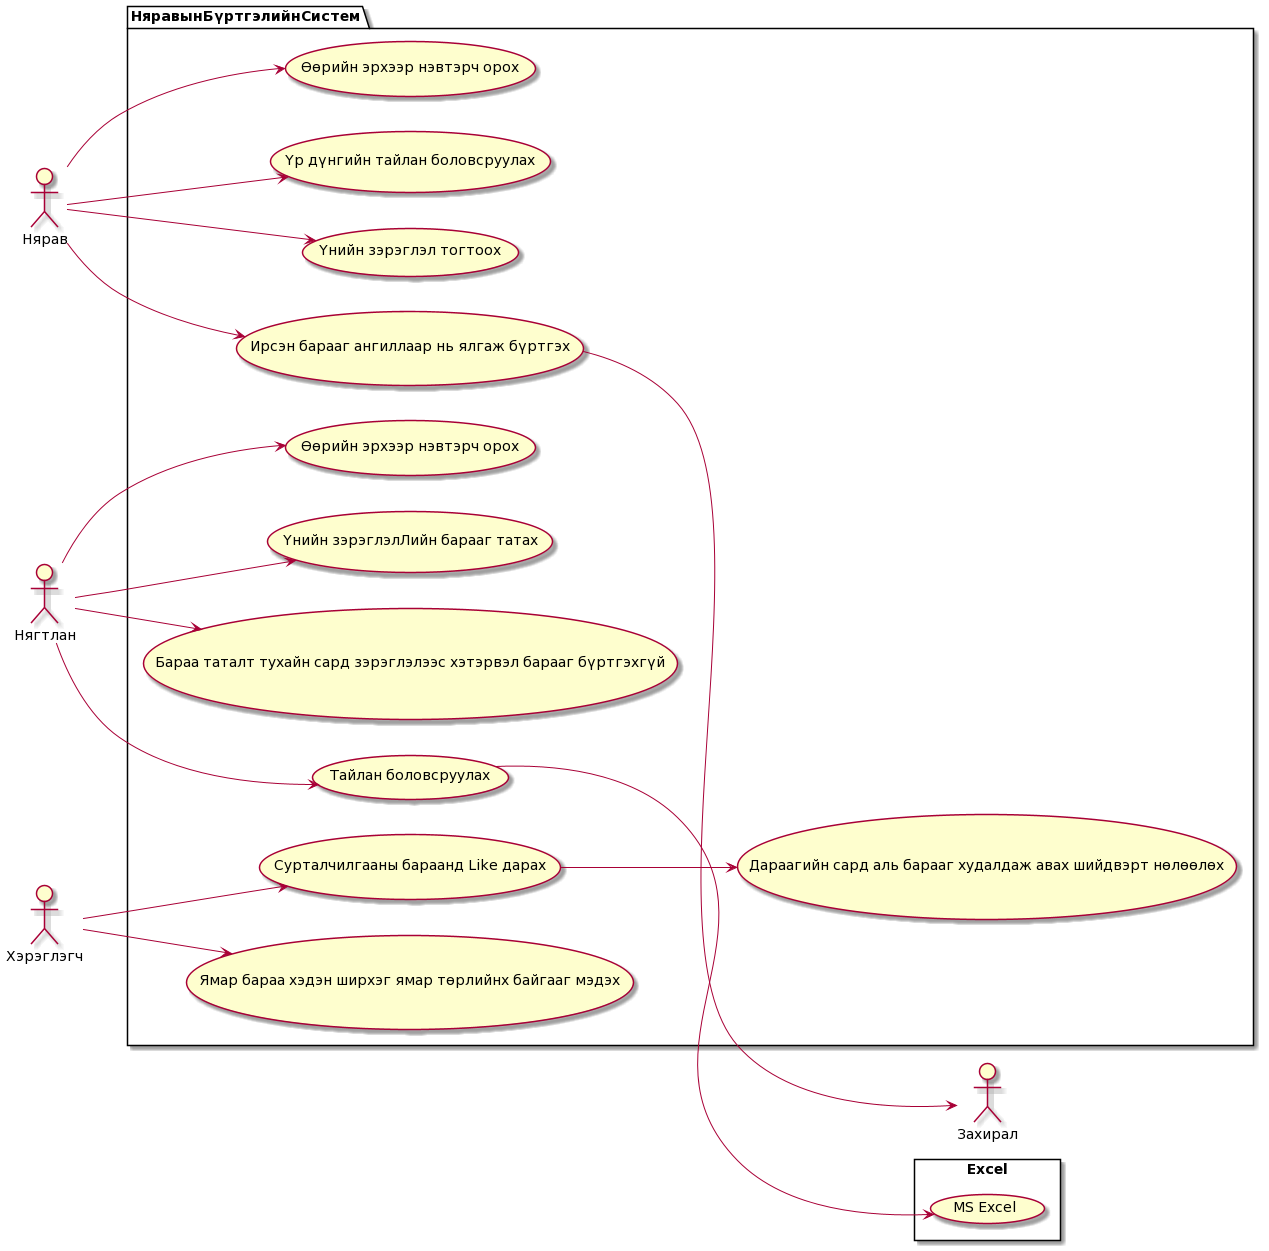 НяравынБүртгэлийнСистем
Өөрийн эрхээр нэвтэрч орох
Үр дүнгийн тайлан боловсруулах
Нярав
Үнийн зэрэглэл тогтоох
Ирсэн барааг ангиллаар нь ялгаж бүртгэх
Өөрийн эрхээр нэвтэрч орох
Үнийн зэрэглэлЛийн барааг татах
Нягтлан
Бараа таталт тухайн сард зэрэглэлээс хэтэрвэл барааг бүртгэхгүй
Тайлан боловсруулах
Сурталчилгааны бараанд Like дарах
Дараагийн сард аль барааг худалдаж авах шийдвэрт нөлөөлөх
Хэрэглэгч
Ямар бараа хэдэн ширхэг ямар төрлийнх байгааг мэдэх
Захирал
Excel
MS Excel